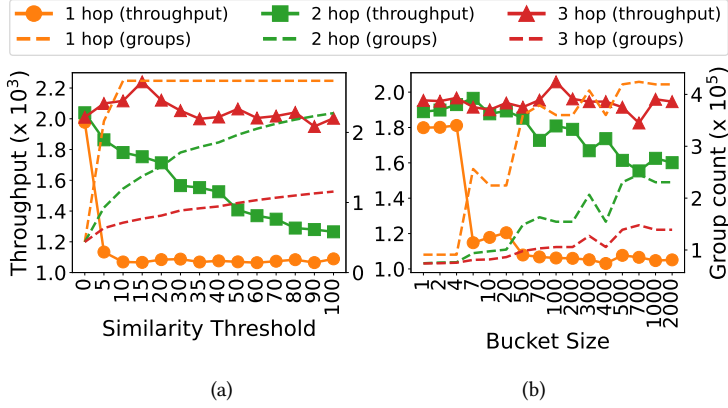 1 hop (throughput) 2 hop (throughput) 3 hop (throughput)
1 hop (groups) 2 hop (groups) 3 hop (groups)
Throughput (x 10³)
2.2
2.0
1.8
1.6
1.4
1.2
1.0
2
0
0 5 10 15 20 30 35 40 50 60 70 80 90 100
Similarity Threshold
(a)
2.0
1.8
1.6
1.4
1.2
1.0
4
3
2
1
Group count (x 10⁵)
1 2 4 7 10 20 50 70 100 200 300 400 500 700 1000 2000
Bucket Size
(b)